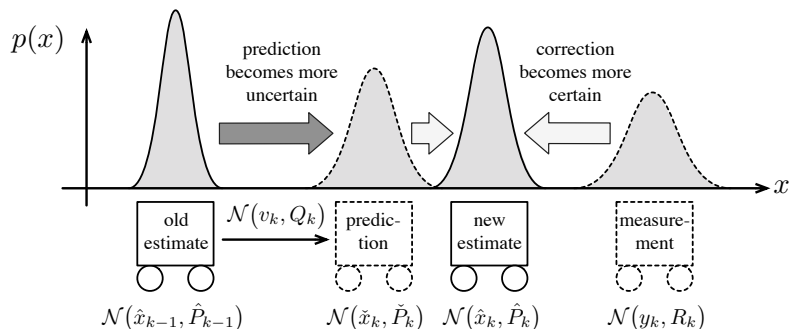 p(x)
prediction
becomes more
uncertain
correction
becomes more
certain
x
old
estimate
𝒩(v_k, Q_k)
predic-
tion
new
estimate
measure-
ment
𝒩(x̂_{k−1}, P̂_{k−1})
𝒩(x̌_k, P̌_k)
𝒩(x̂_k, P̂_k)
𝒩(y_k, R_k)